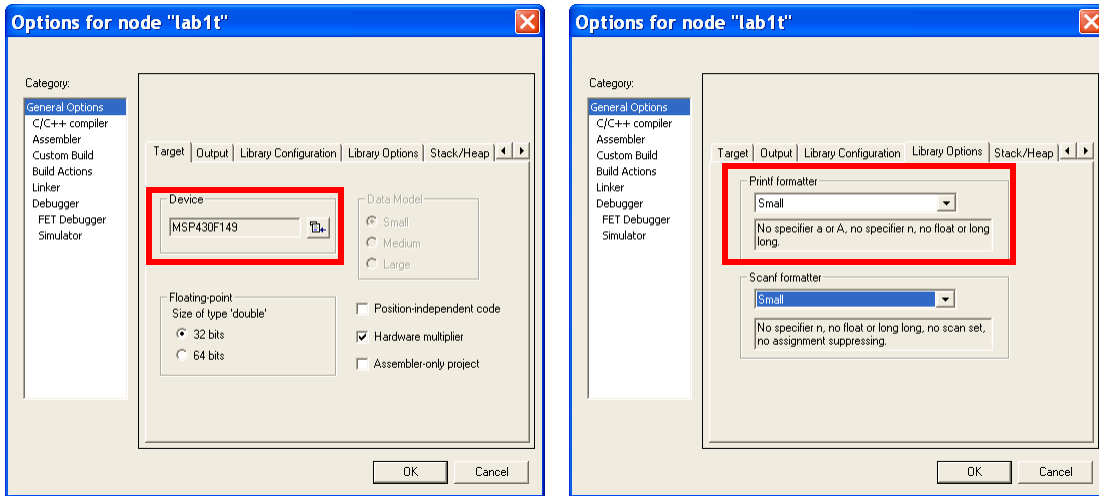 Options for node "lab1t"
Category:
General Options
C/C++ compiler
Assembler
Custom Build
Build Actions
Linker
Debugger
FET Debugger
Simulator
Target
Output
Library Configuration
Library Options
Stack/Heap
Device
MSP430F149
Data Model
Small
Medium
Large
Floating-point
Size of type 'double'
32 bits
64 bits
Position-independent code
Hardware multiplier
Assembler-only project
OK
Cancel
Options for node "lab1t"
Category:
General Options
C/C++ compiler
Assembler
Custom Build
Build Actions
Linker
Debugger
FET Debugger
Simulator
Target
Output
Library Configuration
Library Options
Stack/Heap
Printf formatter
Small
No specifier a or A, no specifier n, no float or long
long.
Scanf formatter
Small
No specifier n, no float or long long, no scan set,
no assignment suppressing.
OK
Cancel